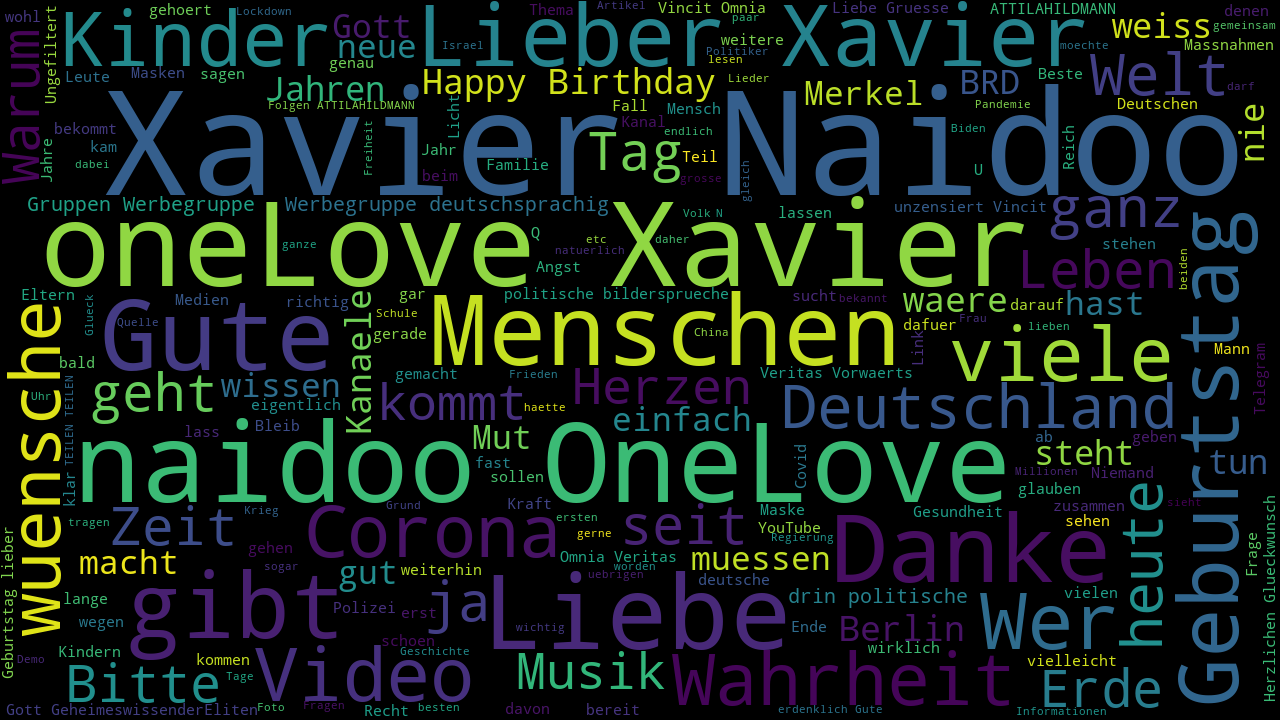 wohl
gehoert
Lockdown
Thema
Artikel
Vincit Omnia
Liebe Gruesse
ATTILAHILDMANN
denen
Kinder
Gott
Lieber Xavier
paar
weiss
gemeinsam
Ungefiltert
Warum
neue
Israel
weitere
Politiker
moechte
Massnahmen
genau
lesen
Leute
Masken
sagen
Jahren
Happy Birthday
Lieder
Merkel
BRD
Beste
Welt
darf
Folgen ATTILAHILDMANN
Licht
Fall
Mensch
Pandemie
Deutschen
nie
Xavier Naidoo
bekommt
Kanal
endlich
Biden
Reich
kam
Jahre
Freiheit
Jahr
Tag
Teil
dabei
Familie
U
beim
grosse
gleich
Gruppen Werbegruppe
Werbegruppe deutschsprachig
Volk N
lassen
unzensiert Vincit
ganz
oneLove Xavier
Q
etc
daher
ganze
natuerlich
stehen
Angst
Leben
beiden
Geburtstag
Eltern
Glueck
Medien
richtig
gar
politische bildersprueche
sucht
bekannt
waere
darauf
hast
Gute
Quelle
Kanaele
Schule
Menschen
China
dafuer
Frau
lieben
gerade
Link
viele
Mann
wuensche
bald
gemacht
Frieden
Veritas Vorwaerts
Telegram
geht
wissen
Herzen
Uhr
klar TEILEN TEILEN
eigentlich
kommt
haette
einfach
Deutschland
lass
Bleib
Mut
ab
geben
naidoo OneLove
fast
sollen
Covid
steht
Millionen
Niemand
tun
glauben
tragen
Zeit
Krieg
Grund
Kraft
Maske
Gesundheit
zusammen
sieht
Corona
ersten
gerne
seit
YouTube
Regierung
Danke
sehen
heute
Frage
Geburtstag lieber
macht
gehen
sogar
gut
weiterhin
Omnia Veritas
worden
uebrigen
muessen
deutsche
lange
gibt
Polizei
erst
ja
Liebe
drin politische
vielen
Herzlichen Glueckwunsch
wegen
wichtig
Ende
Berlin
Wer
schoen
Kindern
Geschichte
wirklich
Demo
kommen
Video
Musik
Wahrheit
vielleicht
Bitte
Tage
Erde
Gott GeheimeswissenderEliten
Foto
Fragen
Recht
besten
davon
bereit
erdenklich Gute
Informationen